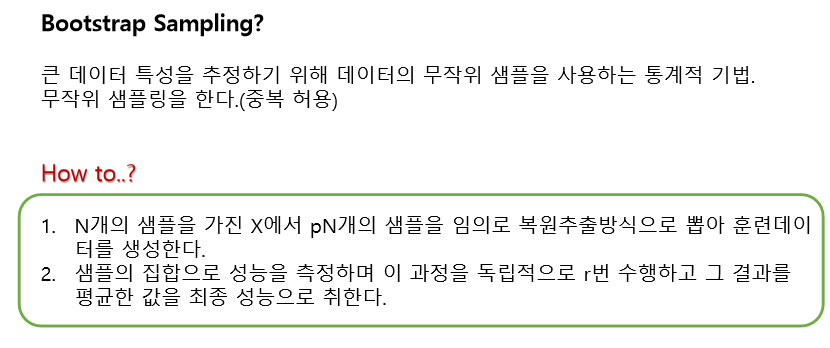 Bootstrap Sampling?
큰 데이터 특성을 추정하기 위해 데이터의 무작위 샘플을 사용하는 통계적 기법.
무작위 샘플링을 한다.(중복 허용)
How to..?
1. N개의 샘플을 가진 X에서 pN개의 샘플을 임의로 복원추출방식으로 뽑아 훈련데이
터를 생성한다.
2. 샘플의 집합으로 성능을 측정하며 이 과정을 독립적으로 r번 수행하고 그 결과를
평균한 값을 최종 성능으로 취한다.